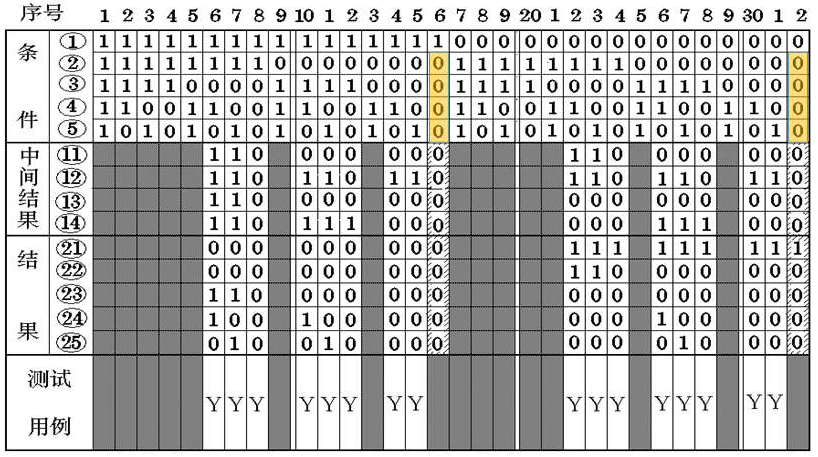 序号 1 2 3 4 5 6 7 8 9 10 1 2 3 4 5 6 7 8 9 20 1 2 3 4 5 6 7 8 9 30 1 2
条件
① 1 1 1 1 1 1 1 1 1 1 1 1 1 1 1 1 0 0 0 0 0 0 0 0 0 0 0 0 0 0 0 0
② 1 1 1 1 1 1 1 1 0 0 0 0 0 0 0 0 1 1 1 1 1 1 1 1 0 0 0 0 0 0 0 0
③ 1 1 1 1 0 0 0 0 1 1 1 1 0 0 0 0 1 1 1 1 0 0 0 0 1 1 1 1 0 0 0 0
④ 1 1 0 0 1 1 0 0 1 1 0 0 1 1 0 0 1 1 0 0 1 1 0 0 1 1 0 0 1 1 0 0
⑤ 1 0 1 0 1 0 1 0 1 0 1 0 1 0 1 0 1 0 1 0 1 0 1 0 1 0 1 0 1 0 1 0
中间结果
⑪ 1 1 0 0 0 0 0 0 0 1 1 0 0 0 0 0 0 0
⑫ 1 1 0 1 1 0 1 1 0 1 1 0 1 1 0 1 1 0
⑬ 1 1 0 0 0 0 0 0 0 0 0 0 0 0 0 0 0 0
⑭ 1 1 0 1 1 1 0 0 0 0 0 0 1 1 1 0 0 0
结果
㉑ 0 0 0 0 0 0 0 0 0 1 1 1 1 1 1 1 1 1
㉒ 0 0 0 0 0 0 0 0 0 1 1 0 0 0 0 0 0 0
㉓ 1 1 0 0 0 0 0 0 0 0 0 0 0 0 0 0 0 0
㉔ 1 0 0 1 0 0 0 0 0 0 0 0 1 0 0 0 0 0
㉕ 0 1 0 0 1 0 0 0 0 0 0 0 0 1 0 0 0 0
测试
用例
Y Y Y Y Y Y Y Y Y Y Y Y Y Y Y Y